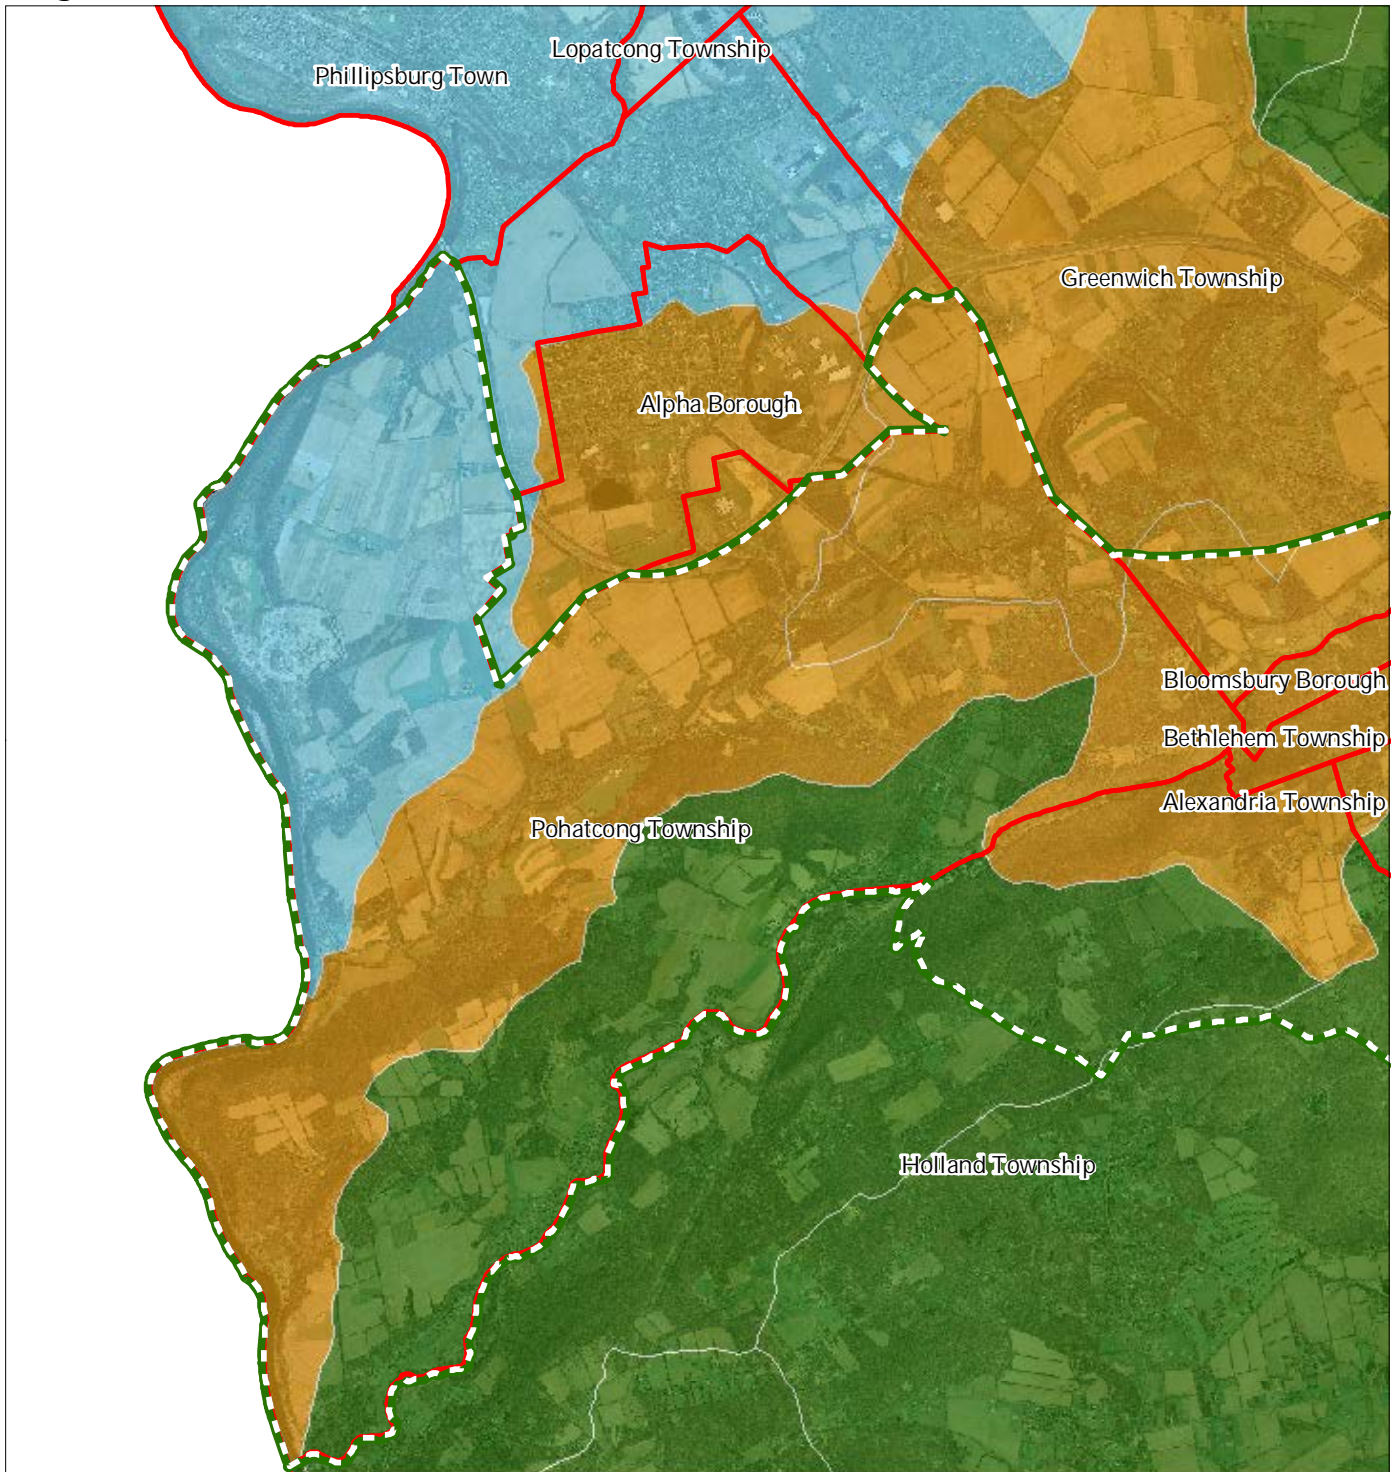 Lopatcong Township
Phillipsburg Town
Greenwich Township
Alpha Borough
Bloomsbury Borough
Bethlehem Township
Alexandria Township
Pohatcong Township
Holland Township